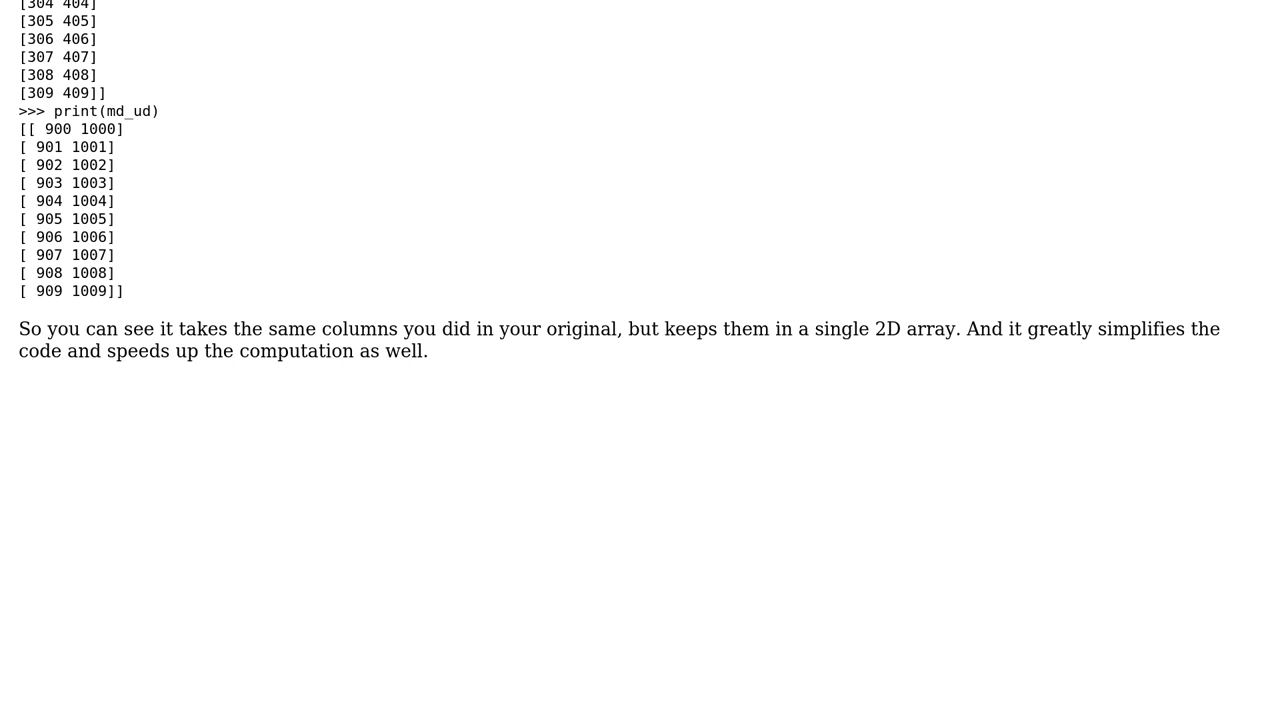 [304 404]
[305 405]
[306 406]
[307 407]
[308 408]
[309 409]]
>>> print(md_ud)
[[ 900 1000]
[ 901 1001]
[ 902 1002]
[ 903 1003]
[ 904 1004]
[ 905 1005]
[ 906 1006]
[ 907 1007]
[ 908 1008]
[ 909 1009]]
So you can see it takes the same columns you did in your original, but keeps them in a single 2D array. And it greatly simplifies the
code and speeds up the computation as well.